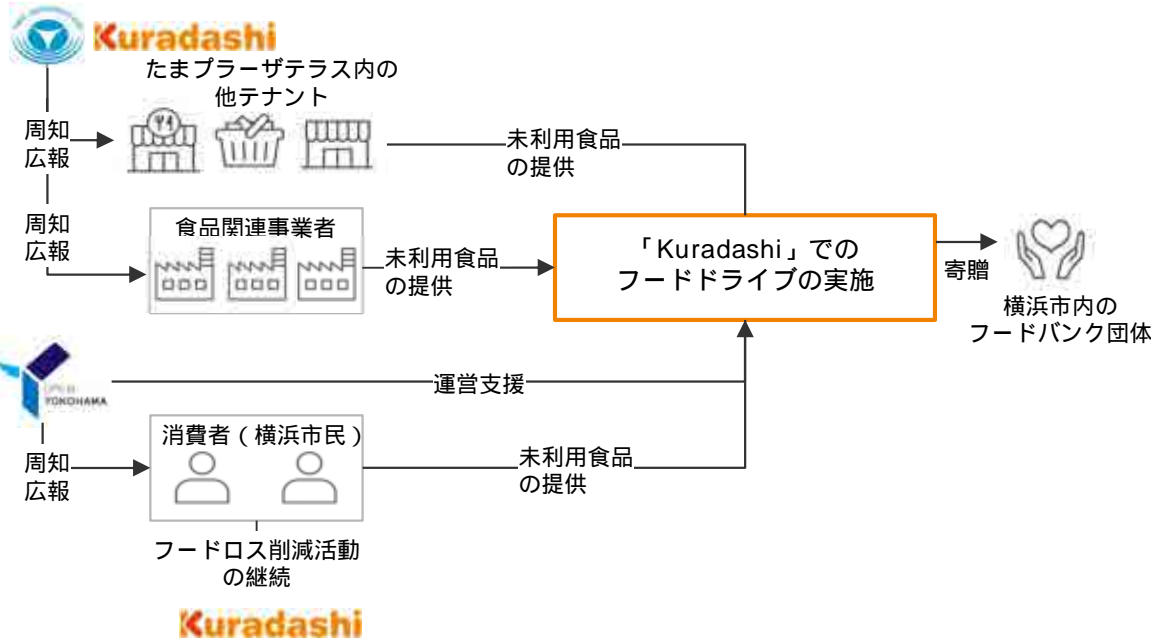 Kuradashi
たまプラーザテラス内の
他テナント
周知
広報
未利用食品
の提供
周知
広報
食品関連事業者
未利用食品
の提供
「Kuradashi」での
フードドライブの実施
寄贈
横浜市内の
フードバンク団体
YOKOHAMA
運営支援
消費者(横浜市民)
周知
広報
未利用食品
の提供
フードロス削減活動
の継続
Kuradashi